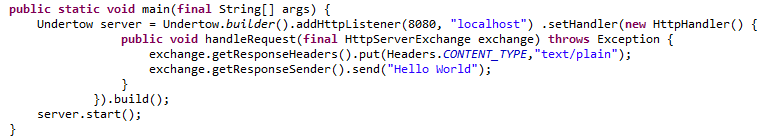 public static void main(final String[] args) {
Undertow server = Undertow.builder().addHttpListener(8080, "localhost") .setHandler(new HttpHandler() {
public void handleRequest(final HttpServerExchange exchange) throws Exception {
exchange.getResponseHeaders().put(Headers.CONTENT_TYPE,"text/plain");
exchange.getResponseSender().send("Hello World");
}
}).build();
server.start();
}